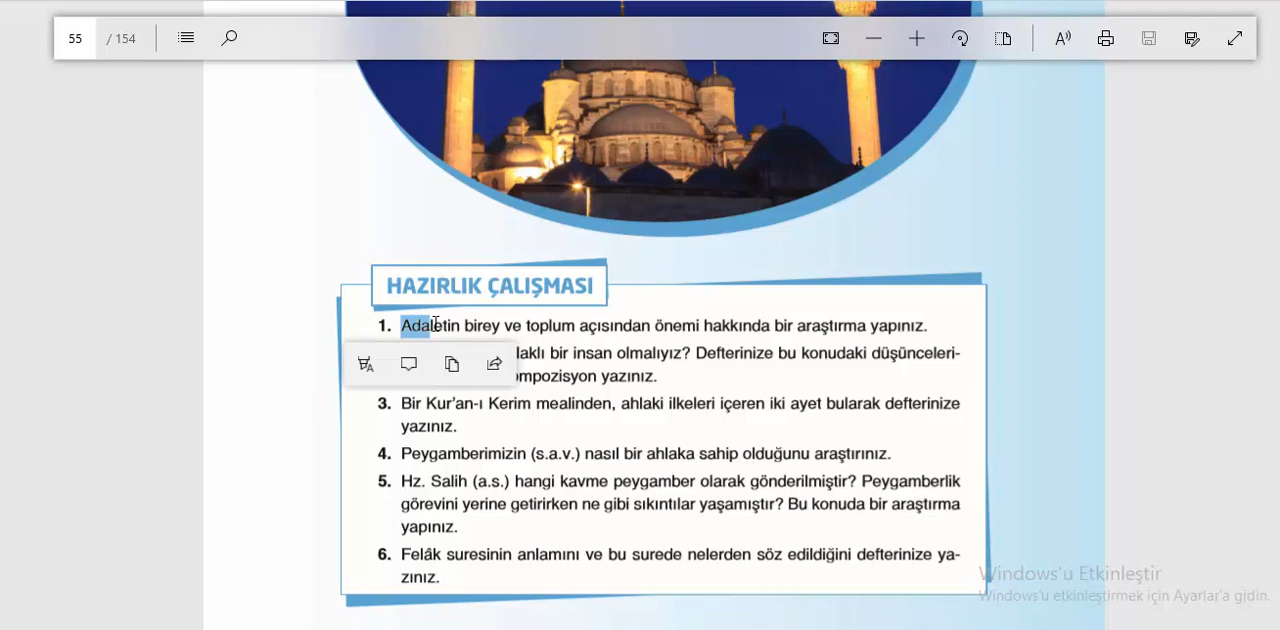 55 / 154
HAZIRLIK ÇALIŞMASI
1. Adaletin birey ve toplum açısından önemi hakkında bir araştırma yapınız.
bir insan olmalıyız? Defterinize bu konudaki düşünceleri-
yazınız.
3. Bir Kur'an-ı Kerim mealinden, ahlaki ilkeleri içeren iki ayet bularak defterinize
yazınız.
4. Peygamberimizin (s.a.v.) nasıl bir ahlaka sahip olduğunu araştırınız.
5. Hz. Salih (a.s.) hangi kavme peygamber olarak gönderilmiştir? Peygamberlik
görevini yerine getirirken ne gibi sıkıntılar yaşamıştır? Bu konuda bir araştırma
yapınız.
6. Felâk suresinin anlamını ve bu surede nelerden söz edildiğini defterinize ya-
zınız.
Windows'u Etkinleştir
Windows'u etkinleştirmek için Ayarlar'a gidin.